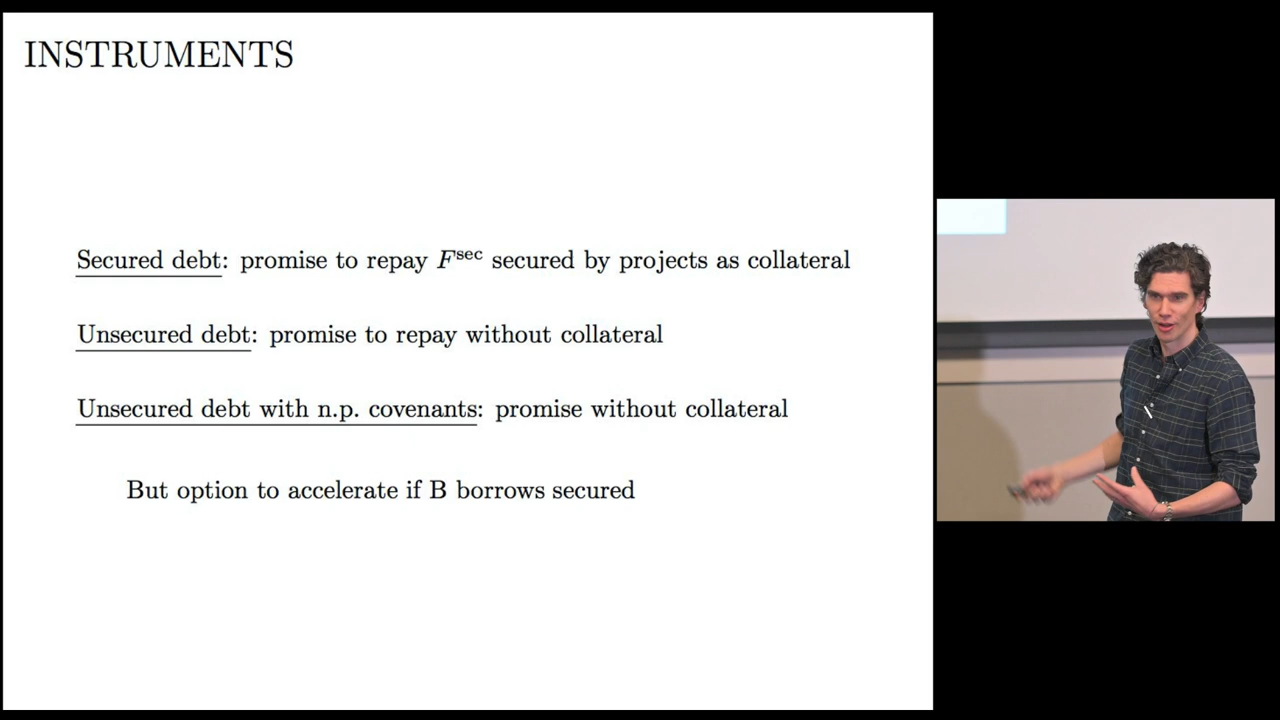 INSTRUMENTS
Secured debt: promise to repay F^sec secured by projects as collateral
Unsecured debt: promise to repay without collateral
Unsecured debt with n.p. covenants: promise without collateral
But option to accelerate if B borrows secured